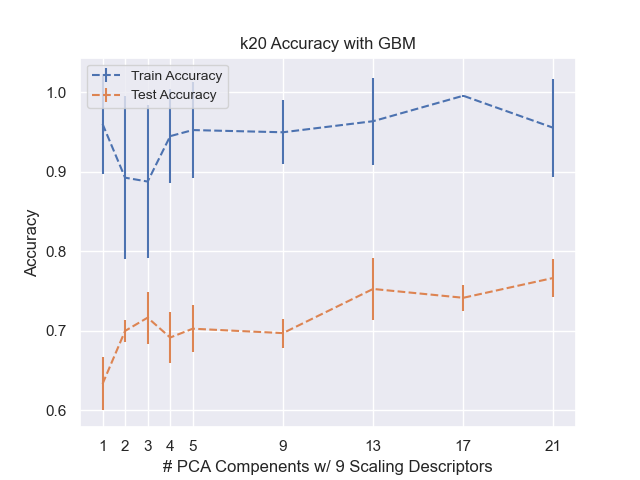 k20 Accuracy with GBM
Train Accuracy
Test Accuracy
1.0
0.9
0.8
0.7
0.6
Accuracy
1 2 3 4 5 9 13 17 21
# PCA Compenents w/ 9 Scaling Descriptors